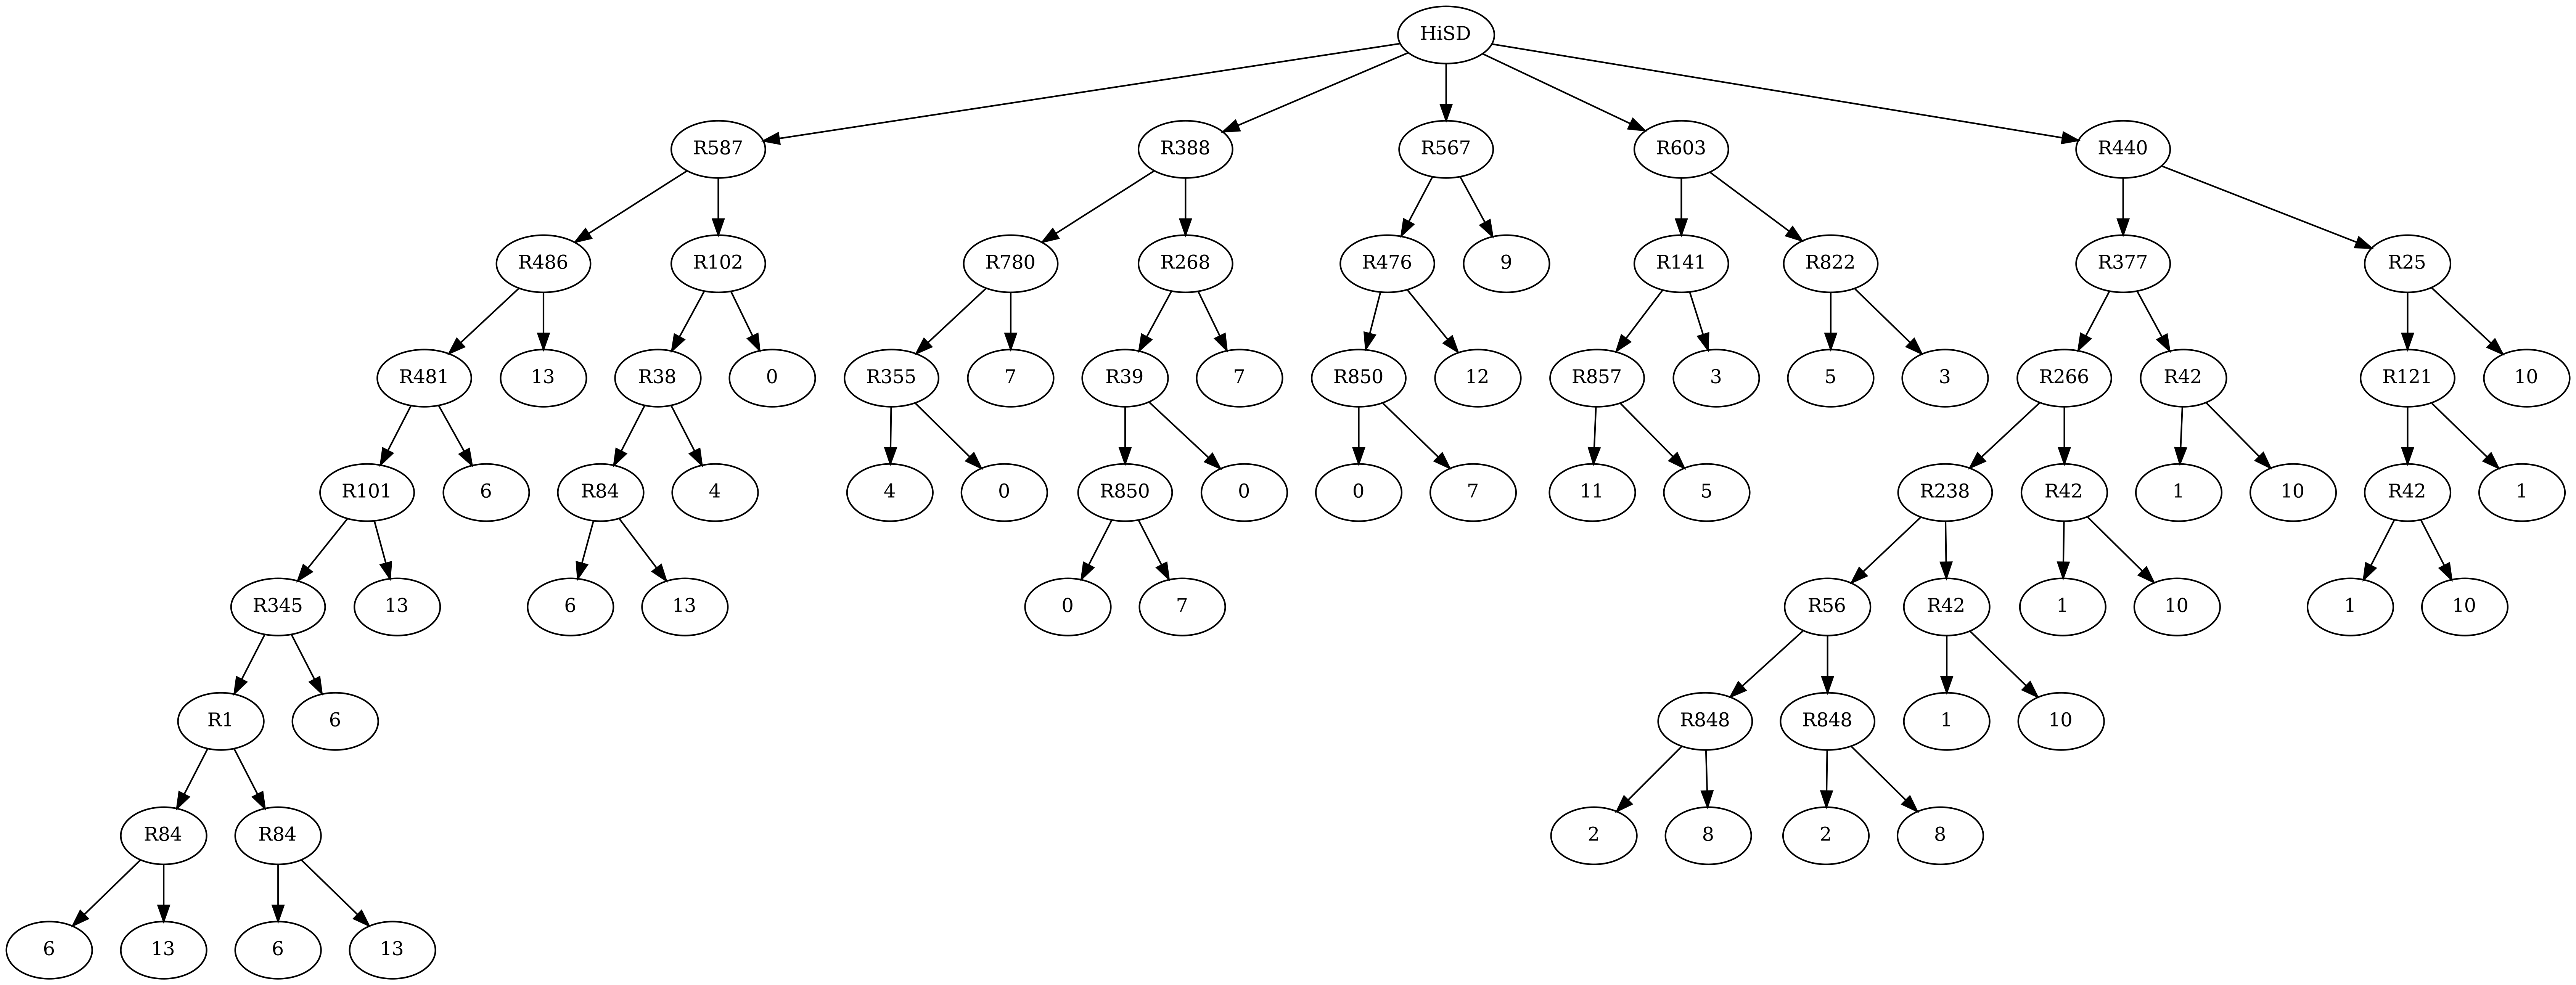 HiSD
R587 R388 R567 R603 R440
R486 R102 R780 R268 R476 9 R141 R822 R377 R25
R481 13 R38 0 R355 7 R39 7 R850 12 R857 3 5 3 R266 R42 R121 10
R101 6 R84 4 4 0 R850 0 0 7 11 5 R238 R42 1 10 R42 1
R345 13 6 13 0 7 R56 R42 1 10 1 10
R1 6 R848 R848 1 10
R84 R84 2 8 2 8
6 13 6 13